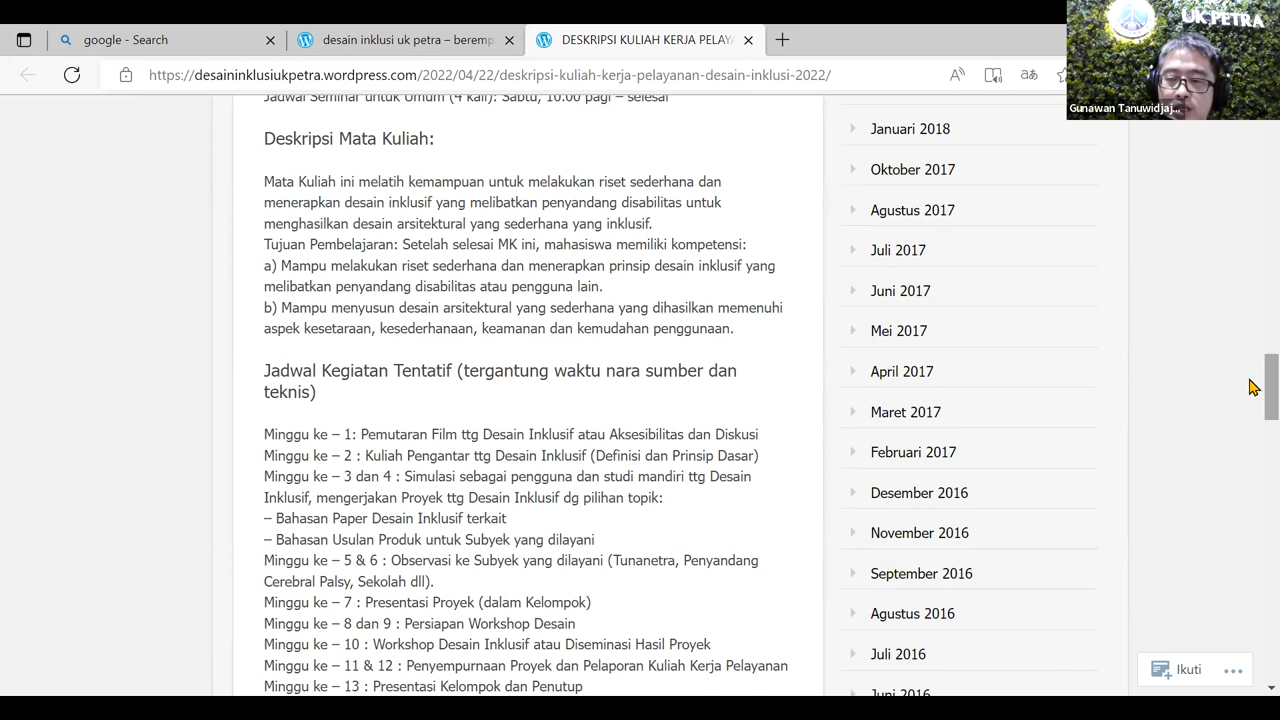 google - Search
desain inklusi uk petra – beremp
DESKRIPSI KULIAH KERJA PELAYA
UK PETRA
Gunawan Tanuwidjaj...
https://desaininklusiukpetra.wordpress.com/2022/04/22/deskripsi-kuliah-kerja-pelayanan-desain-inklusi-2022/
Jadwal Seminar untuk Umum (4 kali): Sabtu, 10.00 pagi – selesai
Deskripsi Mata Kuliah:
Mata Kuliah ini melatih kemampuan untuk melakukan riset sederhana dan
menerapkan desain inklusif yang melibatkan penyandang disabilitas untuk
menghasilkan desain arsitektural yang sederhana yang inklusif.
Tujuan Pembelajaran: Setelah selesai MK ini, mahasiswa memiliki kompetensi:
a) Mampu melakukan riset sederhana dan menerapkan prinsip desain inklusif yang
melibatkan penyandang disabilitas atau pengguna lain.
b) Mampu menyusun desain arsitektural yang sederhana yang dihasilkan memenuhi
aspek kesetaraan, kesederhanaan, keamanan dan kemudahan penggunaan.
Jadwal Kegiatan Tentatif (tergantung waktu nara sumber dan
teknis)
Minggu ke – 1: Pemutaran Film ttg Desain Inklusif atau Aksesibilitas dan Diskusi
Minggu ke – 2 : Kuliah Pengantar ttg Desain Inklusif (Definisi dan Prinsip Dasar)
Minggu ke – 3 dan 4 : Simulasi sebagai pengguna dan studi mandiri ttg Desain
Inklusif, mengerjakan Proyek ttg Desain Inklusif dg pilihan topik:
– Bahasan Paper Desain Inklusif terkait
– Bahasan Usulan Produk untuk Subyek yang dilayani
Minggu ke – 5 & 6 : Observasi ke Subyek yang dilayani (Tunanetra, Penyandang
Cerebral Palsy, Sekolah dll).
Minggu ke – 7 : Presentasi Proyek (dalam Kelompok)
Minggu ke – 8 dan 9 : Persiapan Workshop Desain
Minggu ke – 10 : Workshop Desain Inklusif atau Diseminasi Hasil Proyek
Minggu ke – 11 & 12 : Penyempurnaan Proyek dan Pelaporan Kuliah Kerja Pelayanan
Minggu ke – 13 : Presentasi Kelompok dan Penutup
Januari 2018
Oktober 2017
Agustus 2017
Juli 2017
Juni 2017
Mei 2017
April 2017
Maret 2017
Februari 2017
Desember 2016
November 2016
September 2016
Agustus 2016
Juli 2016
Juni 2016
Ikuti